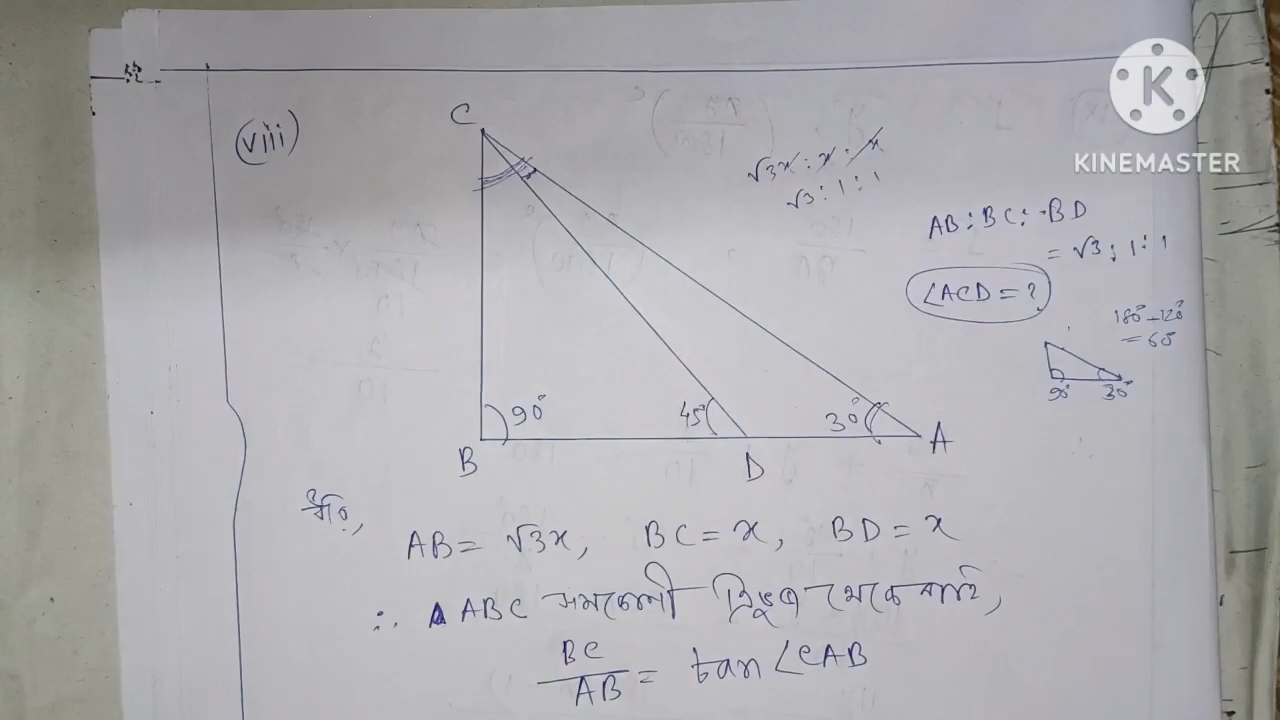 (viii)
C
√3x : x : x
√3 : 1 : 1
KINEMASTER
AB : BC : BD
= √3 : 1 : 1
∠ACD = ?
180° - 120°
= 60
90° 30°
90° 45° 30°
B D A
ধরি,
AB = √3x, BC = x, BD = x
∴ ΔABC সমকোণী ত্রিভুজ থেকে পাই,
BC
AB = tan ∠CAB